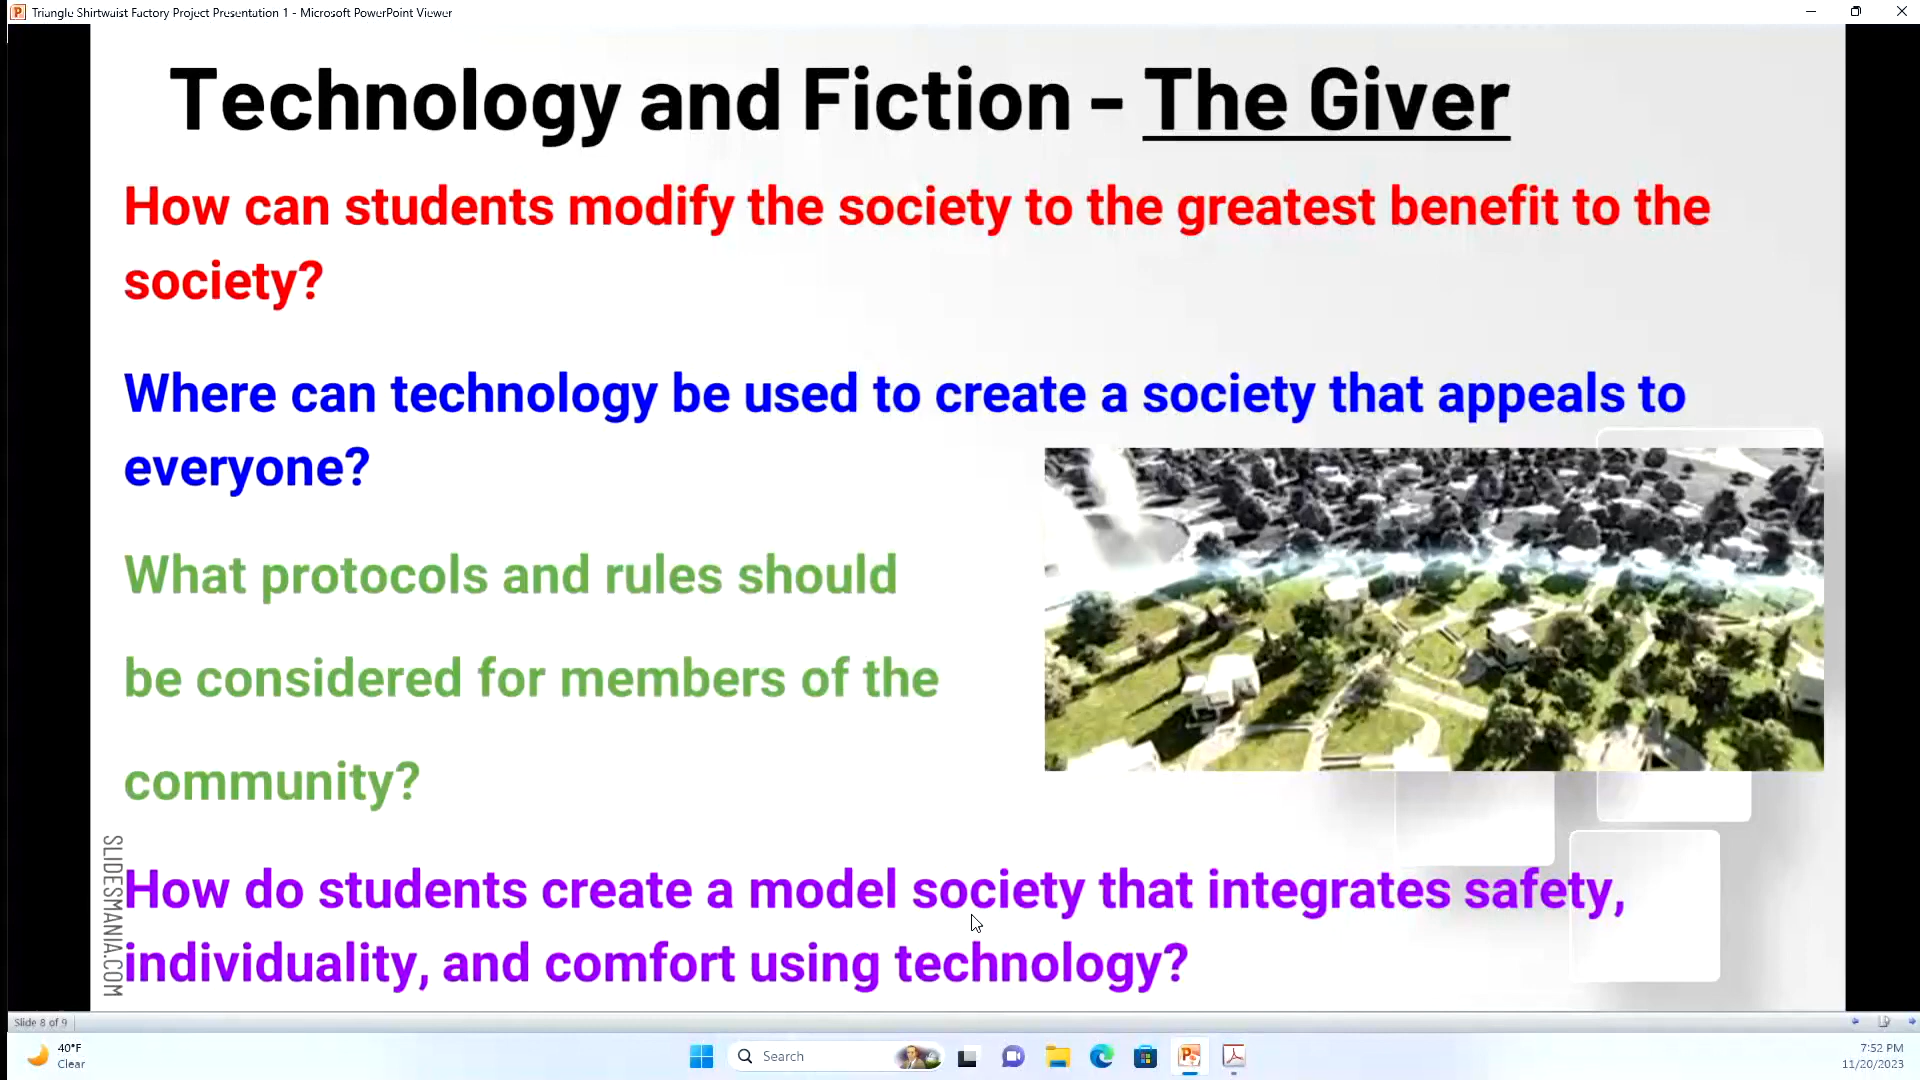 Triangle Shirtwaist Factory Project Presentation 1 - Microsoft PowerPoint Viewer
Technology and Fiction - The Giver
How can students modify the society to the greatest benefit to the
society?
Where can technology be used to create a society that appeals to
everyone?
What protocols and rules should
be considered for members of the
community?
How do students create a model society that integrates safety,
individuality, and comfort using technology?
SLIDESMANIA.COM
Slide 8 of 9
40°F
Clear
Search
7:52 PM
11/20/2023